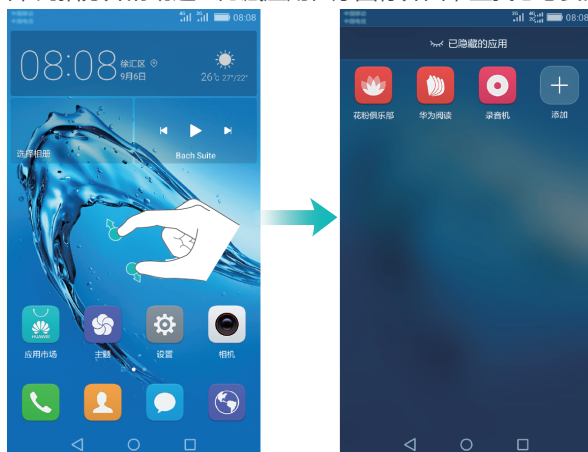 08:08
08:08
徐汇区
9月6日
26℃ 27°/22°
选择相册
Bach Suite
HUAWEI
应用市场
主题
设置
相机
08:08
已隐藏的应用
花粉俱乐部
华为阅读
录音机
添加